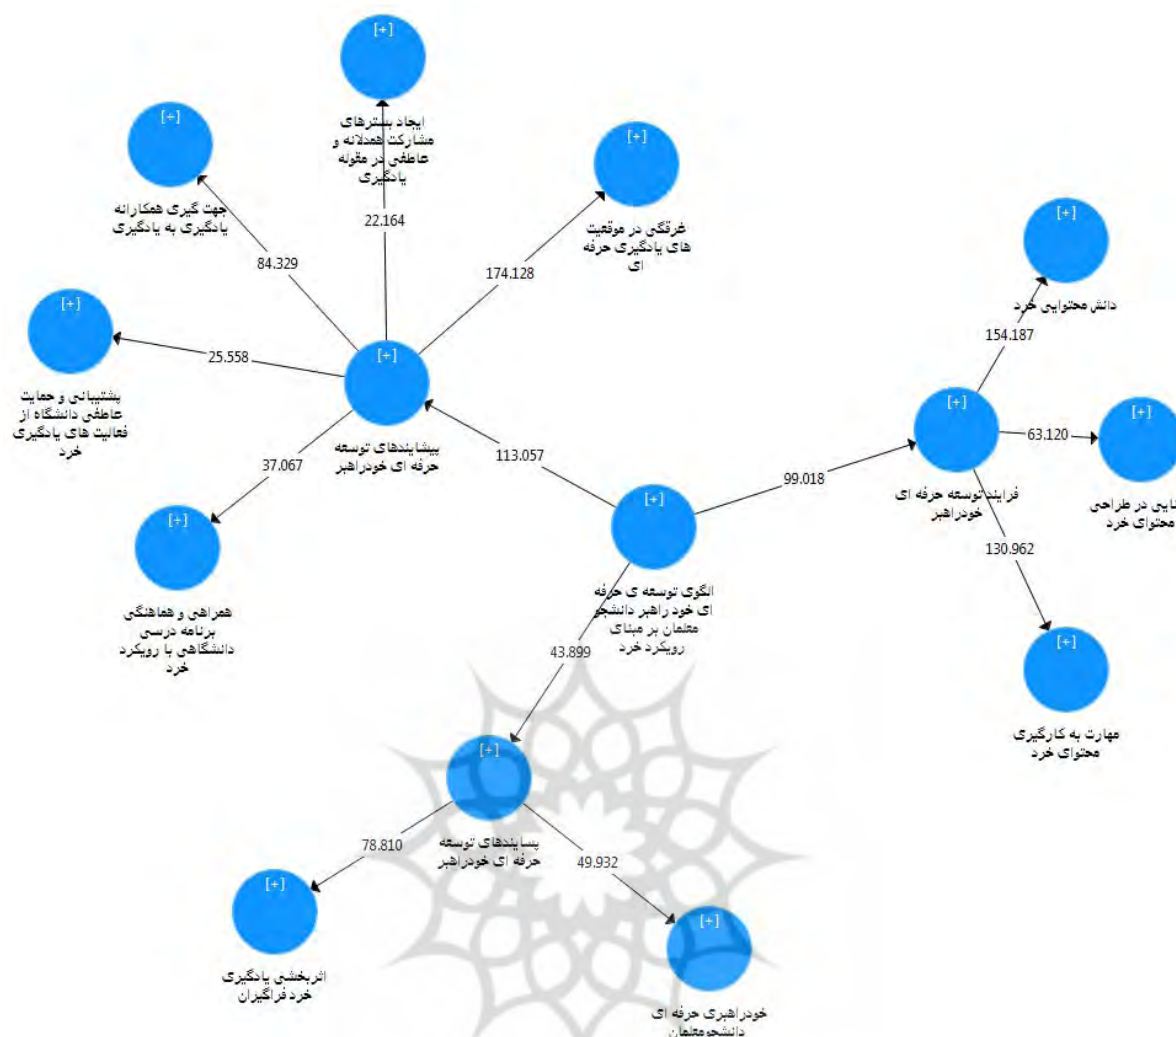 [+]
ایجاد بسترهای
مشارکت همدلانه و
عاطفی در مقوله
یادگیری
[+]
جهت گیری همکارانه
یادگیری به یادگیری
[+]
غرقگی در موقعیت
های یادگیری حرفه
ای
22.164
84.329
174.128
[+]
دانش محتوایی خرد
154.187
[+]
پشتیبانی و حمایت
عاطفی دانشگاه از
فعالیت های یادگیری
خرد
25.558
[+]
پیشایندهای توسعه
حرفه ای خودراهبر
37.067
113.057
99.018
[+]
فرایند توسعه حرفه ای
خودراهبر
63.120
[+]
در طراحی
محتوای خرد
130.962
[+]
همراهی و هماهنگی
برنامه درسی
دانشگاهی با رویکرد
خرد
[+]
الگوی توسعه ی حرفه
ای خود راهبر دانشجو
معلمان بر مبنای
رویکرد خرد
43.899
[+]
مهارت به کارگیری
محتوای خرد
[+]
پسایندهای توسعه
حرفه ای خودراهبر
78.810
49.932
[+]
اثربخشی یادگیری
خرد فراگیران
[+]
خودراهبری حرفه ای
دانشجومعلمان